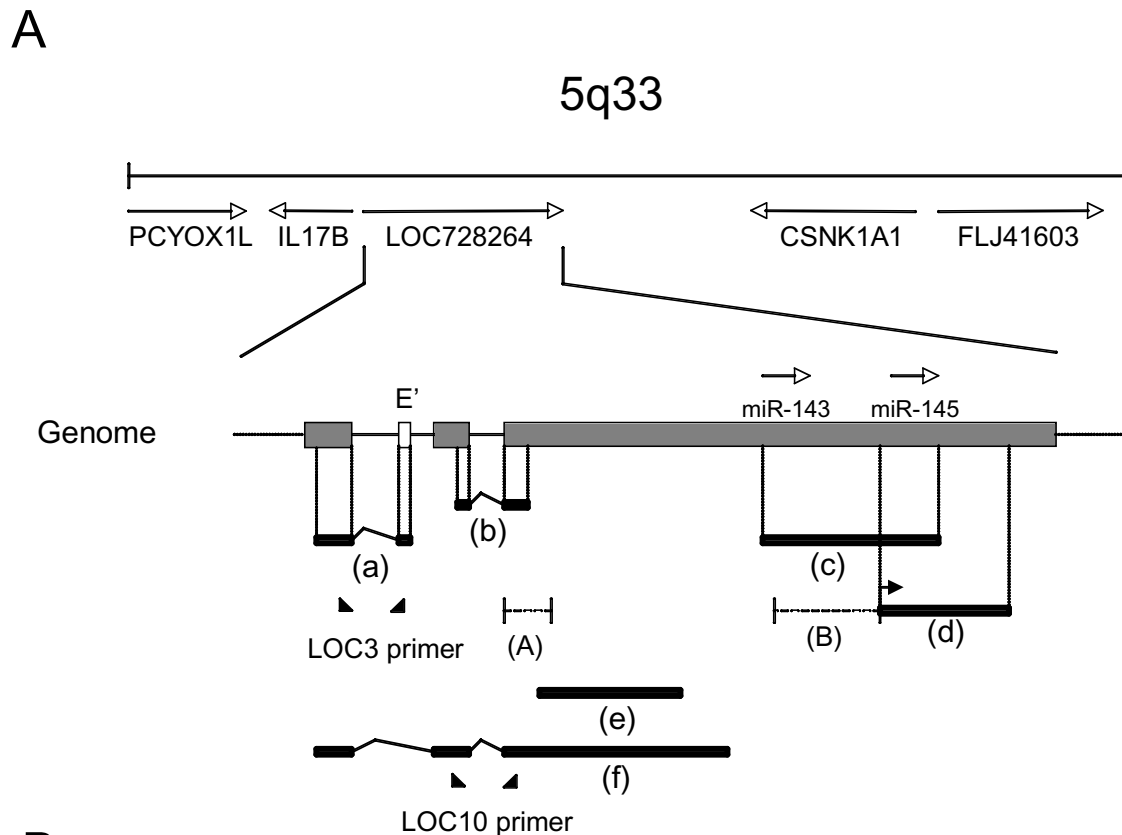 A
5q33
PCYOX1L IL17B LOC728264 CSNK1A1 FLJ41603
E’ miR-143 miR-145
Genome
(b)
(a) (c)
LOC3 primer (A) (B) (d)
(e)
(f)
LOC10 primer